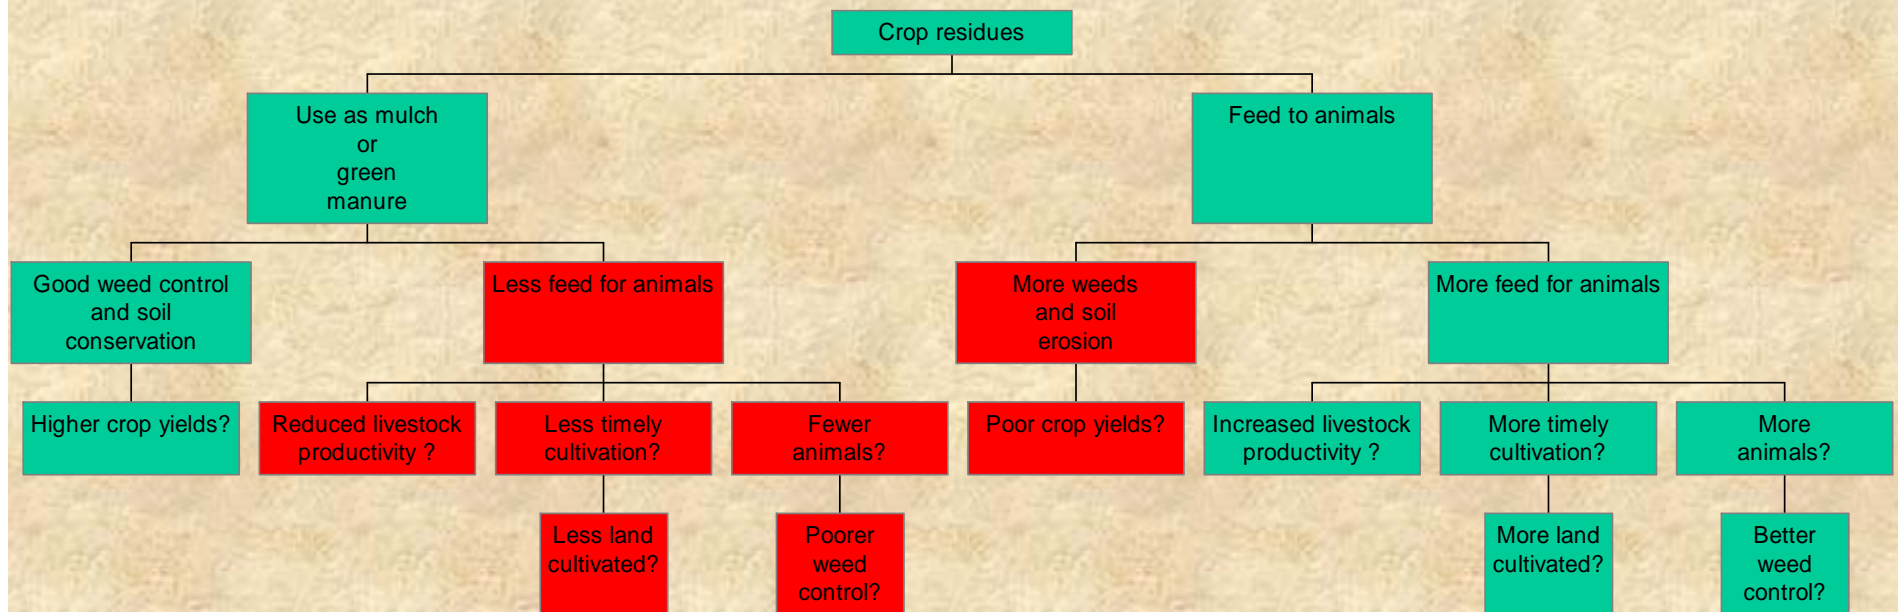 Crop residues
Use as mulch
or
green
manure
Feed to animals
Good weed control
and soil
conservation
Less feed for animals
More weeds
and soil
erosion
More feed for animals
Higher crop yields?
Reduced livestock
productivity ?
Less timely
cultivation?
Fewer
animals?
Poor crop yields?
Increased livestock
productivity ?
More timely
cultivation?
More
animals?
Less land
cultivated?
Poorer
weed
control?
More land
cultivated?
Better
weed
control?